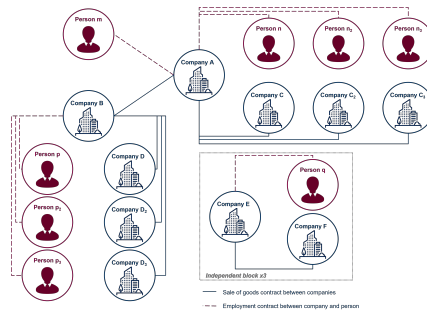 Person m
Company A
Person n
Person n₂
Person n₃
Company B
Company C
Company C₂
Company C₃
Person p
Company D
Person q
Company E
Person p₂
Company D₂
Company F
Person p₃
Company D₃
Independent block x3
Sale of goods contract between companies
Employment contract between company and person